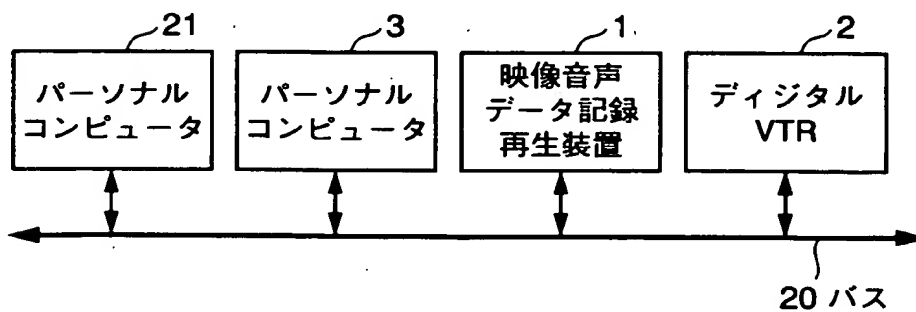 21
パーソナル
コンピュータ
3
パーソナル
コンピュータ
1
映像音声
データ記録
再生装置
2
ディジタル
VTR
20 バス